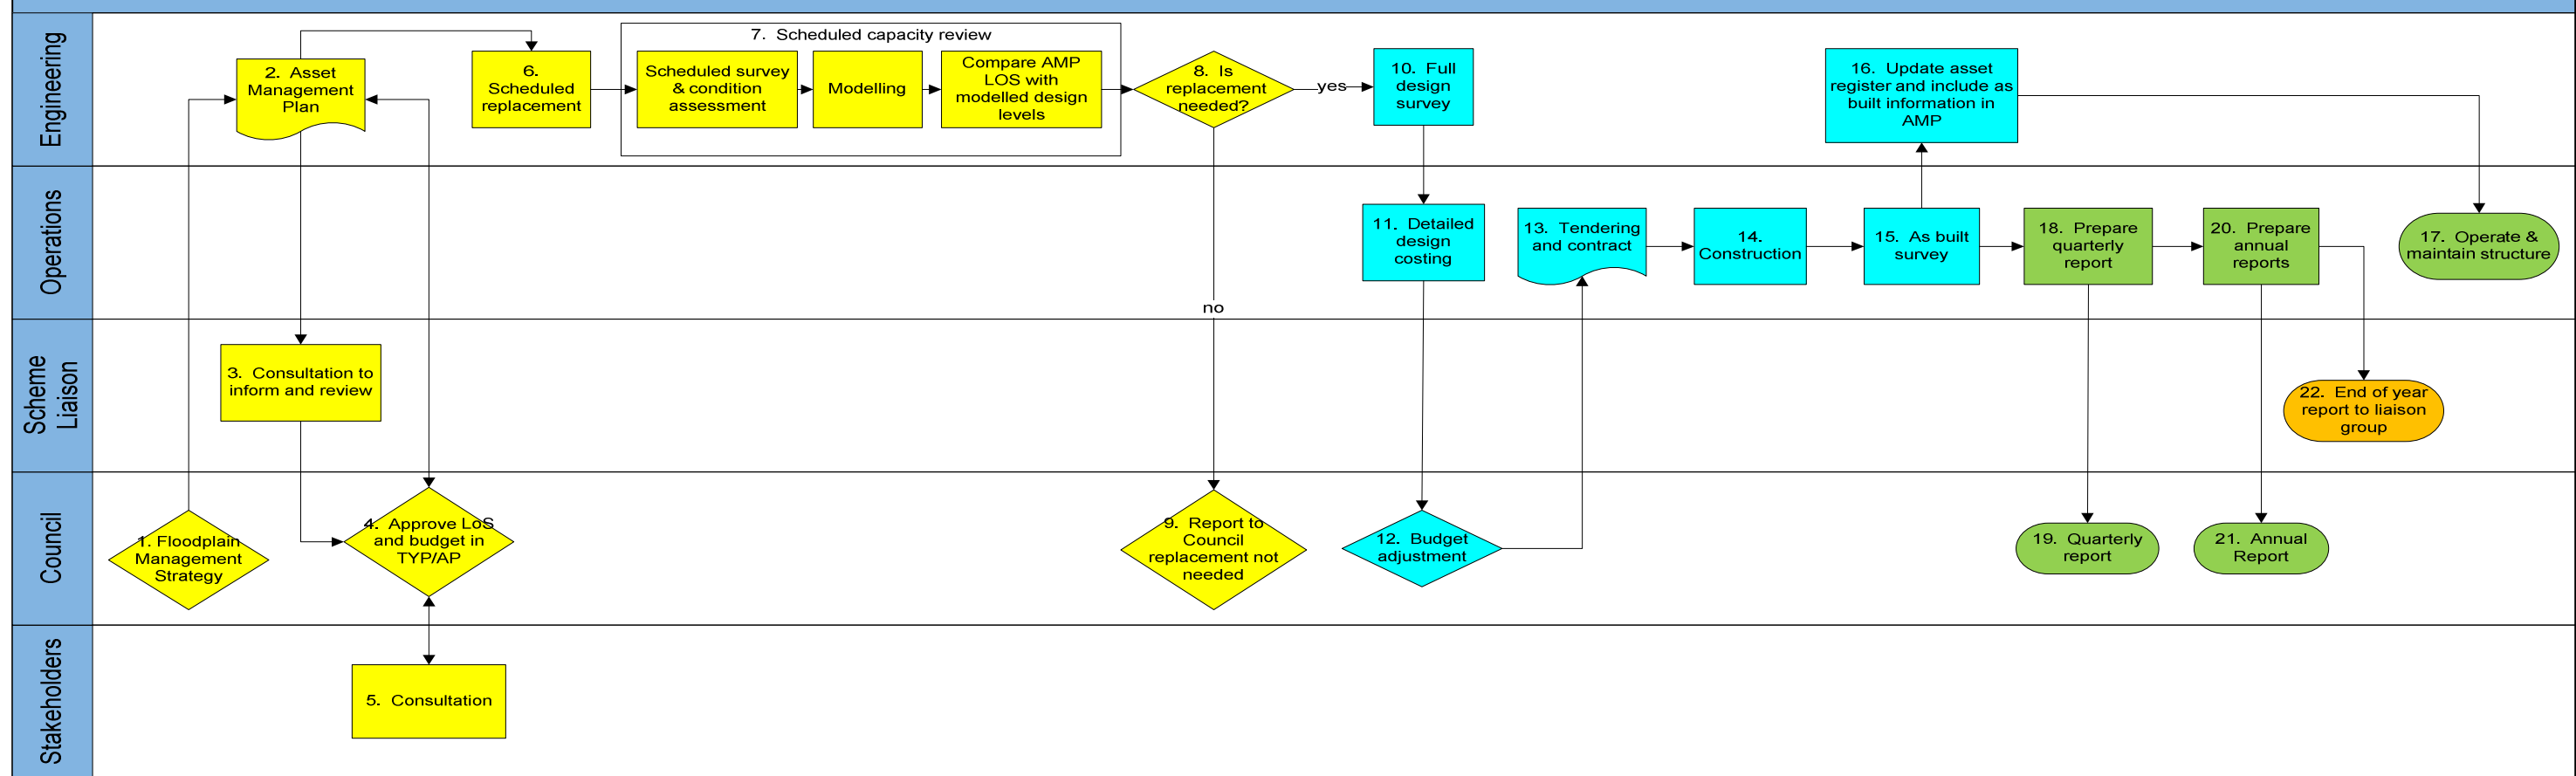 Engineering
2. Asset
Management
Plan
6.
Scheduled
replacement
7. Scheduled capacity review
Scheduled survey
& condition
assessment
Modelling
Compare AMP
LOS with
modelled design
levels
8. Is
replacement
needed?
yes
10. Full
design
survey
16. Update asset
register and include as
built information in
AMP
Operations
11. Detailed
design
costing
13. Tendering
and contract
14.
Construction
15. As built
survey
18. Prepare
quarterly
report
20. Prepare
annual
reports
17. Operate &
maintain structure
no
Scheme
Liaison
3. Consultation to
inform and review
22. End of year
report to liaison
group
Council
1. Floodplain
Management
Strategy
4. Approve LoS
and budget in
TYP/AP
9. Report to
Council
replacement not
needed
12. Budget
adjustment
19. Quarterly
report
21. Annual
Report
Stakeholders
5. Consultation